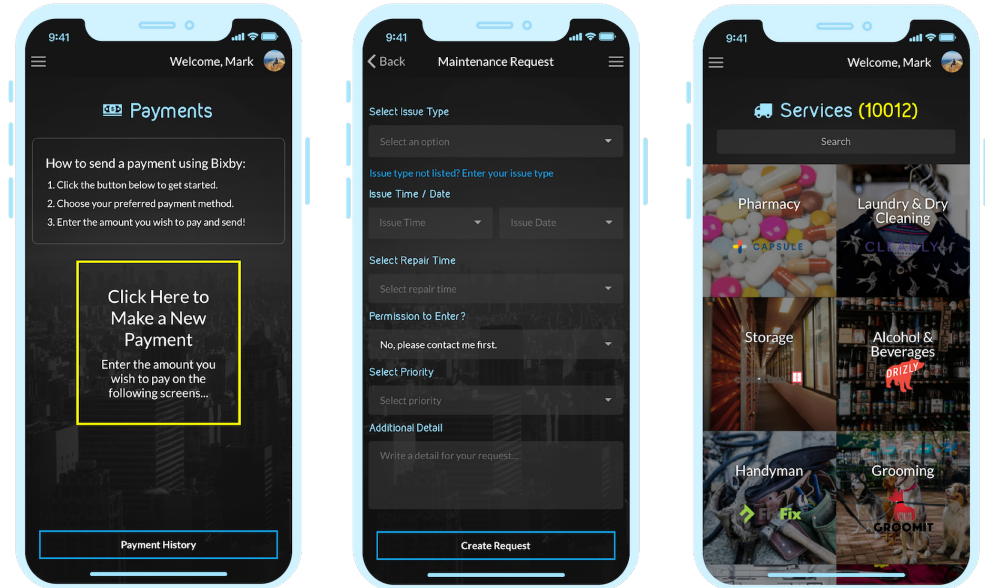 9:41
Welcome, Mark
Payments
How to send a payment using Bixby:
1. Click the button below to get started.
2. Choose your preferred payment method.
3. Enter the amount you wish to pay and send!
Click Here to
Make a New
Payment
Enter the amount you
wish to pay on the
following screens...
Payment History
9:41
Back
Maintenance Request
Select Issue Type
Select an option
Issue type not listed? Enter your issue type
Issue Time / Date
Issue Time
Issue Date
Select Repair Time
Select repair time
Permission to Enter?
No, please contact me first.
Select Priority
Select priority
Additional Detail
Write a detail for your request...
Create Request
9:41
Welcome, Mark
Services (10012)
Search
Pharmacy
CAPSULE
Laundry & Dry
Cleaning
CLEANLY
Storage
Alcohol &
Beverages
DRIZLY
Handyman
Fix
Grooming
GROOMIT